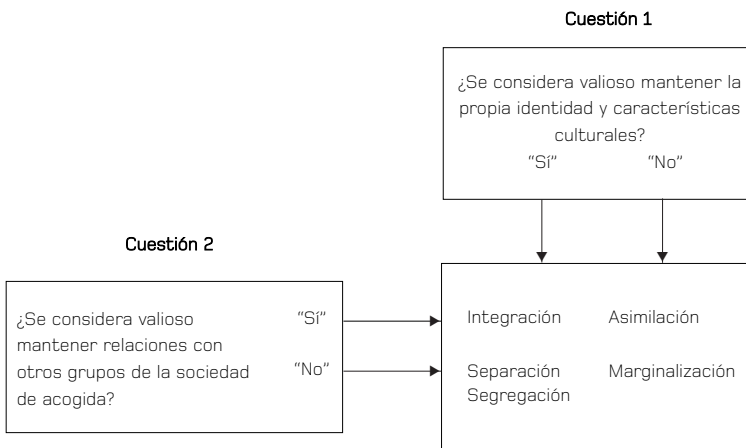 Cuestión 1
¿Se considera valioso mantener la
propia identidad y características
culturales?
“Sí” “No”
Cuestión 2
¿Se considera valioso “Sí”
mantener relaciones con
otros grupos de la sociedad “No”
de acogida?
Integración Asimilación
Separación Marginalización
Segregación